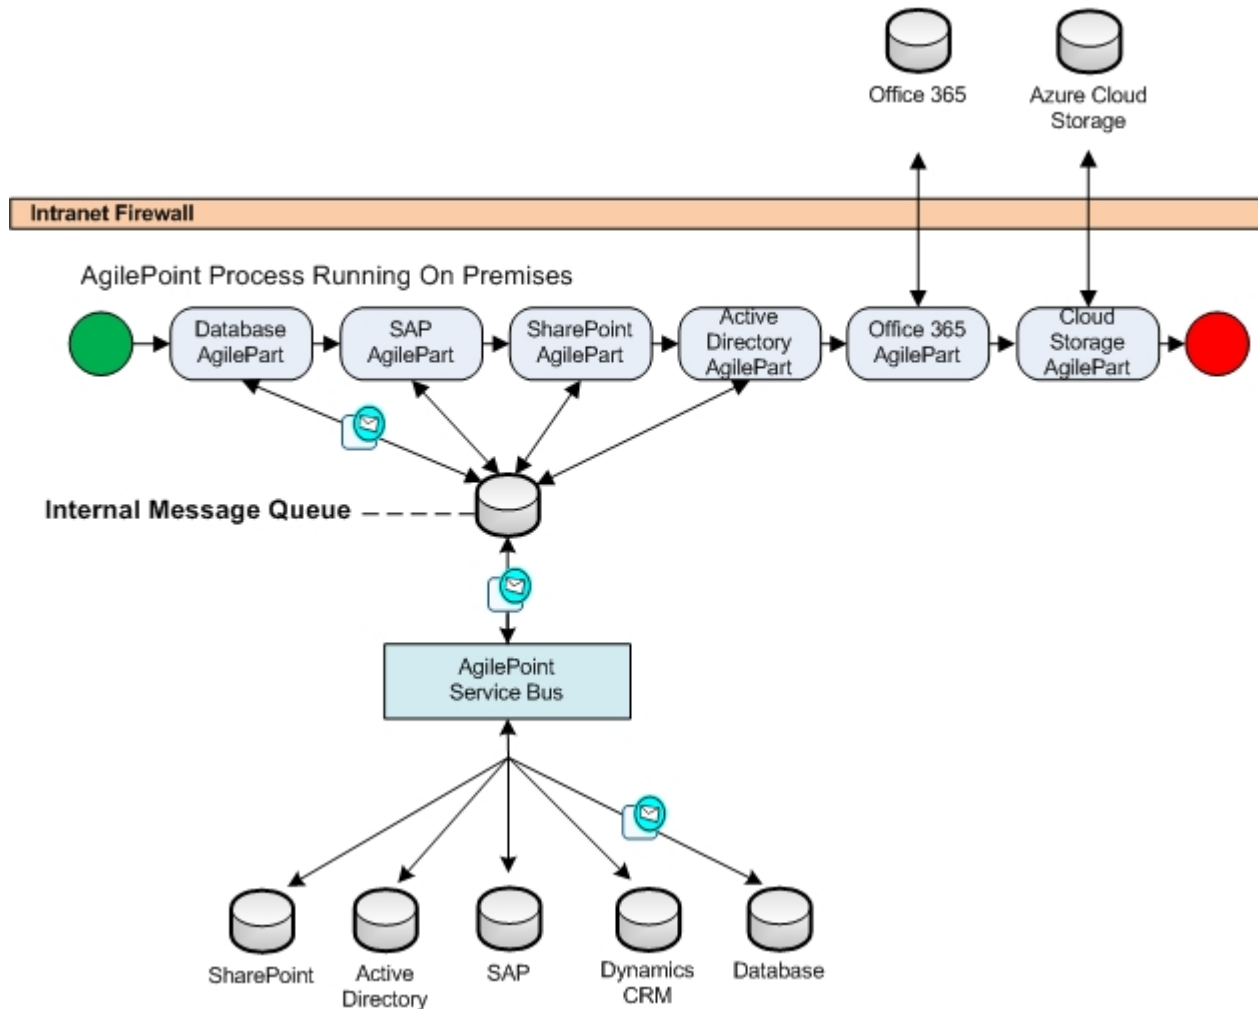 Office 365
Azure Cloud
Storage
Intranet Firewall
AgilePoint Process Running On Premises
Database
AgilePart
SAP
AgilePart
SharePoint
AgilePart
Active
Directory
AgilePart
Office 365
AgilePart
Cloud
Storage
AgilePart
Internal Message Queue
AgilePoint
Service Bus
SharePoint
Active
Directory
SAP
Dynamics
CRM
Database